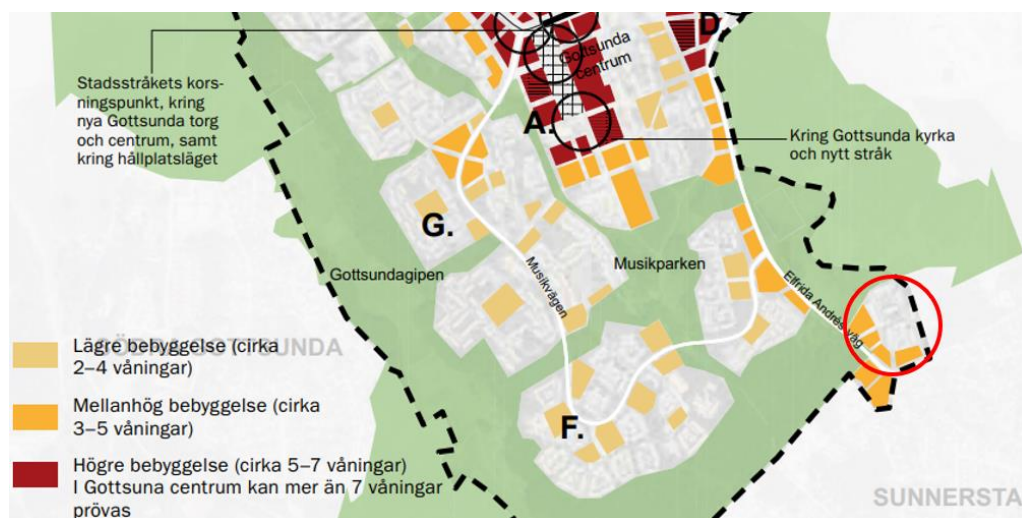 D
Gottsunda
centrum
Stadsstråkets kors-
ningspunkt, kring
nya Gottsunda torg
och centrum, samt
kring hållplatsläget
A.
Kring Gottsunda kyrka
och nytt stråk
G.
Gottsundagipen
Musikvägen
Musikparken
Elfrida Andrés väg
GOTTSUNDA
Lägre bebyggelse (cirka
2–4 våningar)
Mellanhög bebyggelse (cirka
3–5 våningar)
F.
Högre bebyggelse (cirka 5–7 våningar)
I Gottsuna centrum kan mer än 7 våningar
prövas
SUNNERSTA